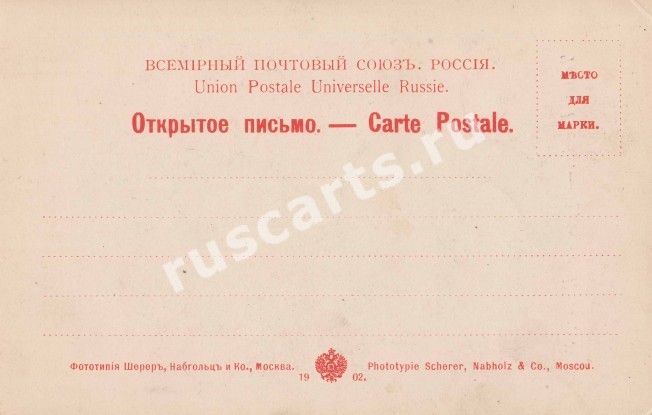 ВСЕМІРНЫЙ ПОЧТОВЫЙ СОЮЗЪ. РОССІЯ.
Union Postale Universelle Russie.
Открытое письмо. — Carte Postale.
МѢСТО
ДЛЯ
МАРКИ.
ruscarts.ru
Фототипія Шереръ, Набгольцъ и Ко., Москва.
Phototypie Scherer, Nabholz & Co., Moscou.
19 02.